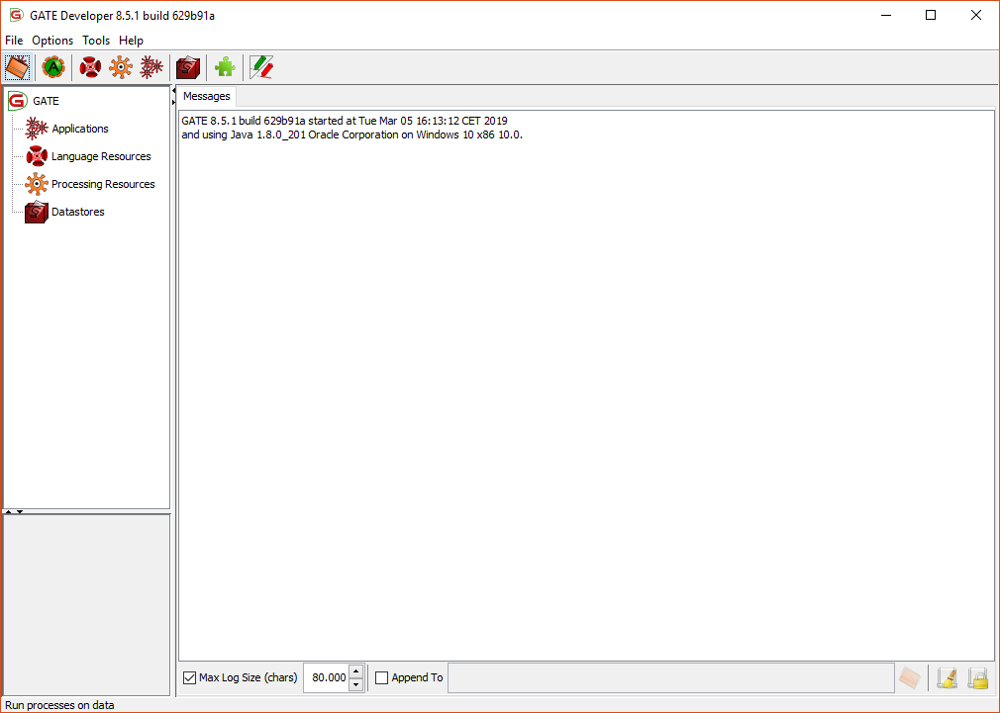 GATE Developer 8.5.1 build 629b91a
File Options Tools Help
GATE
Applications
Language Resources
Processing Resources
Datastores
Messages
GATE 8.5.1 build 629b91a started at Tue Mar 05 16:13:12 CET 2019
and using Java 1.8.0_201 Oracle Corporation on Windows 10 x86 10.0.
Max Log Size (chars) 80.000 Append To
Run processes on data